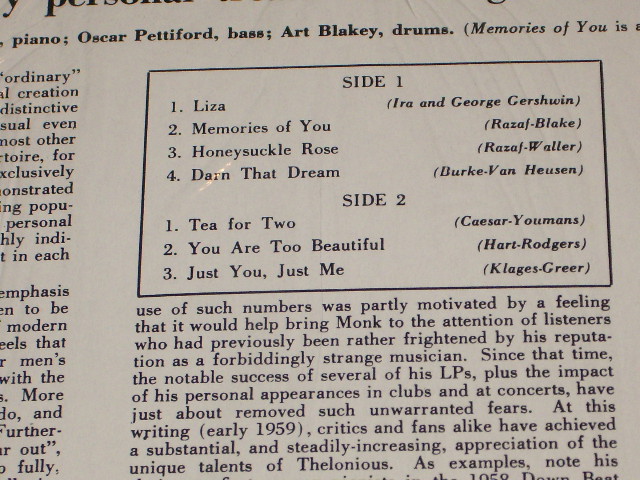 y personal
, piano; Oscar Pettiford, bass; Art Blakey, drums. (Memories of You is a
"ordinary"
al creation
distinctive
sual even
most other
rtoire, for
xclusively
onstrated
ing popu-
personal
hly indi-
t in each
emphasis
en to be
modern
eels that
r men's
with the
s. More
do, and
Further-
ar out",
o fully,
SIDE 1
1. Liza (Ira and George Gershwin)
2. Memories of You (Razaf-Blake)
3. Honeysuckle Rose (Razaf-Waller)
4. Darn That Dream (Burke-Van Heusen)
SIDE 2
1. Tea for Two (Caesar-Youmans)
2. You Are Too Beautiful (Hart-Rodgers)
3. Just You, Just Me (Klages-Greer)
use of such numbers was partly motivated by a feeling
that it would help bring Monk to the attention of listeners
who had previously been rather frightened by his reputa-
tion as a forbiddingly strange musician. Since that time,
the notable success of several of his LPs, plus the impact
of his personal appearances in clubs and at concerts, have
just about removed such unwarranted fears. At this
writing (early 1959), critics and fans alike have achieved
a substantial, and steadily-increasing, appreciation of the
unique talents of Thelonious. As examples, note his
in the 1958 Down Beat